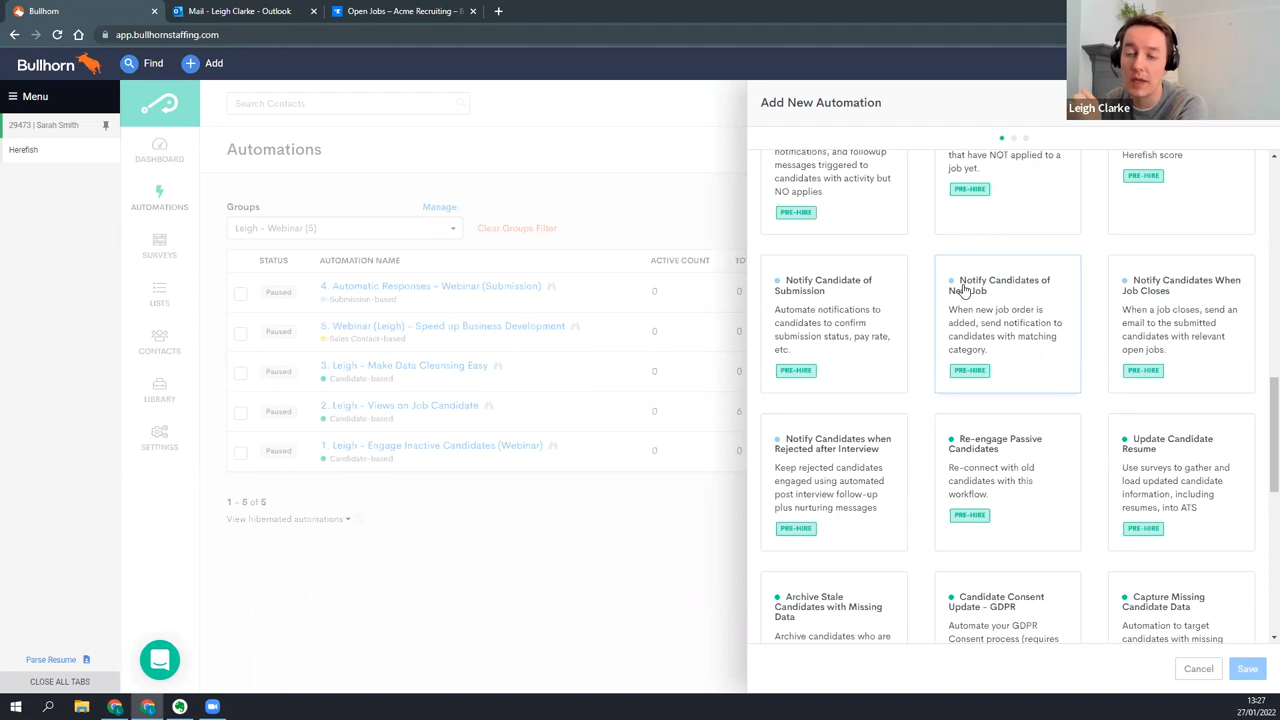 Bullhorn
Mail - Leigh Clarke - Outlook
Open Jobs – Acme Recruiting – B
app.bullhornstaffing.com
Bullhorn
Find
Add
Menu
29473 | Sarah Smith
Herefish
Parse Resume
CLOSE ALL TABS
DASHBOARD
AUTOMATIONS
SURVEYS
LISTS
CONTACTS
LIBRARY
SETTINGS
Search Contacts
Automations
Groups
Manage
Leigh - Webinar [5]
Clear Groups Filter
STATUS
AUTOMATION NAME
ACTIVE COUNT
TO
Paused
4. Automatic Responses - Webinar (Submission)
Submission-based
0
0
Paused
5. Webinar (Leigh) - Speed up Business Development
Sales Contact-based
0
0
Paused
3. Leigh - Make Data Cleansing Easy
Candidate-based
0
0
Paused
2. Leigh - Views on Job Candidate
Candidate-based
0
6
Paused
1. Leigh - Engage Inactive Candidates (Webinar)
Candidate-based
0
0
1 – 5 of 5
View hibernated automations
Add New Automation
Leigh Clarke
notifications, and followup
messages triggered to
candidates with activity but
NO applies
PRE-HIRE
that have NOT applied to a
job yet.
PRE-HIRE
Herefish score
PRE-HIRE
Notify Candidate of
Submission
Automate notifications to
candidates to confirm
submission status, pay rate,
etc.
PRE-HIRE
Notify Candidates of
New Job
When new job order is
added, send notification to
candidates with matching
category.
PRE-HIRE
Notify Candidates When
Job Closes
When a job closes, send an
email to the submitted
candidates with relevant
open jobs.
PRE-HIRE
Notify Candidates when
Rejected after Interview
Keep rejected candidates
engaged using automated
post interview follow-up
plus nurturing messages
PRE-HIRE
Re-engage Passive
Candidates
Re-connect with old
candidates with this
workflow.
PRE-HIRE
Update Candidate
Resume
Use surveys to gather and
load updated candidate
information, including
resumes, into ATS
PRE-HIRE
Archive Stale
Candidates with Missing
Data
Archive candidates who are
Candidate Consent
Update - GDPR
Automate your GDPR
Consent process (requires
Capture Missing
Candidate Data
Automation to target
candidates with missing
Cancel
Save
13:27
27/01/2022